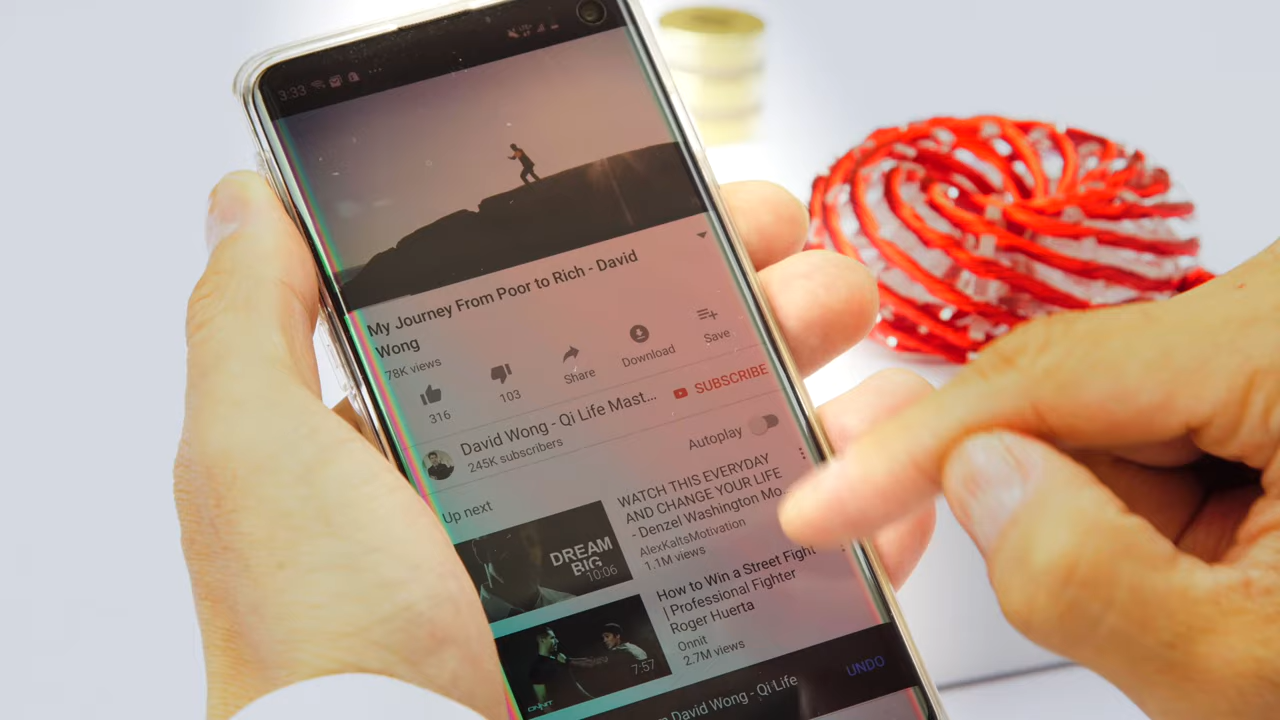 3:33
My Journey From Poor to Rich - David
Wong
78K views
316
103
Share
Download
Save
David Wong - Qi Life Mast...
245K subscribers
SUBSCRIBE
Autoplay
Up next
DREAM
BIG
10:06
WATCH THIS EVERYDAY
AND CHANGE YOUR LIFE
- Denzel Washington Mo...
AlexKaltsMotivation
1.1M views
7:57
ONNIT
How to Win a Street Fight
| Professional Fighter
Roger Huerta
Onnit
2.7M views
David Wong - Qi Life
UNDO